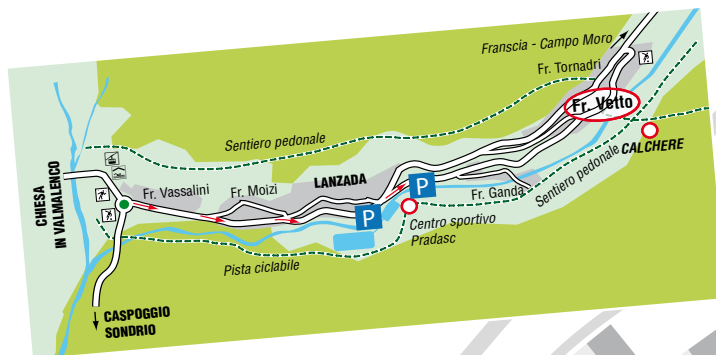 Franscia - Campo Moro
Fr. Tornadri
Fr. Vetto
CALCHERE
Sentiero pedonale
Sentiero pedonale
CHIESA
IN VALMALENCO
Fr. Vassalini
Fr. Moizi
LANZADA
P
P
Fr. Ganda
Centro sportivo
Pradasc
Pista ciclabile
CASPOGGIO
SONDRIO